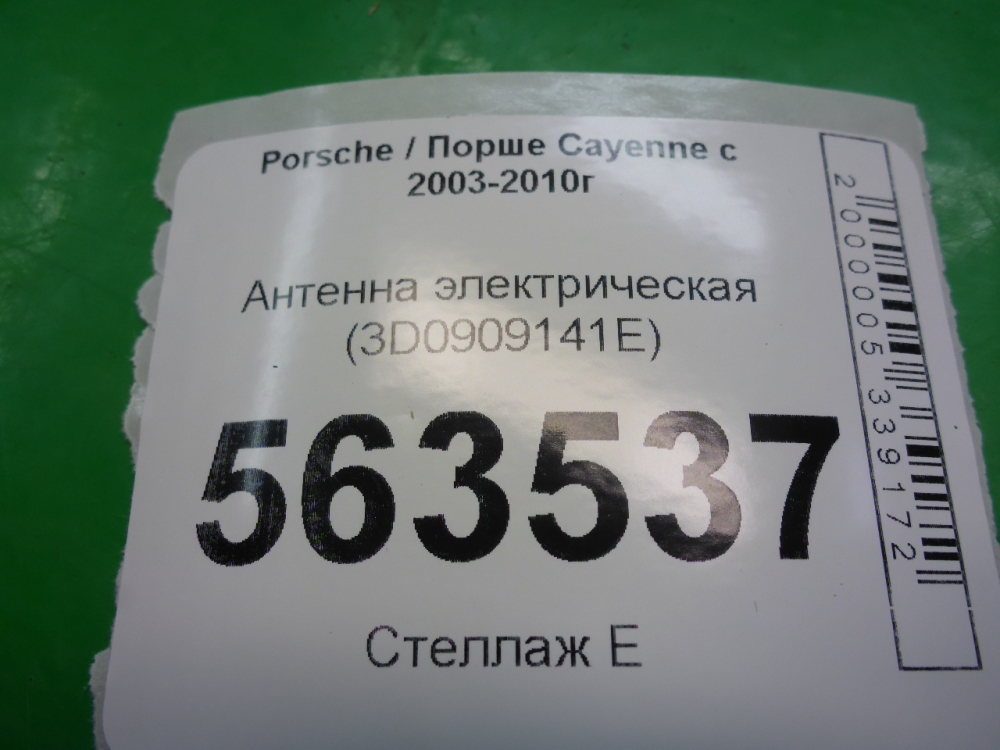 Porsche / Порше Cayenne с
2003-2010г
Антенна электрическая
(3D0909141E)
563537
Стеллаж E
2000005339172